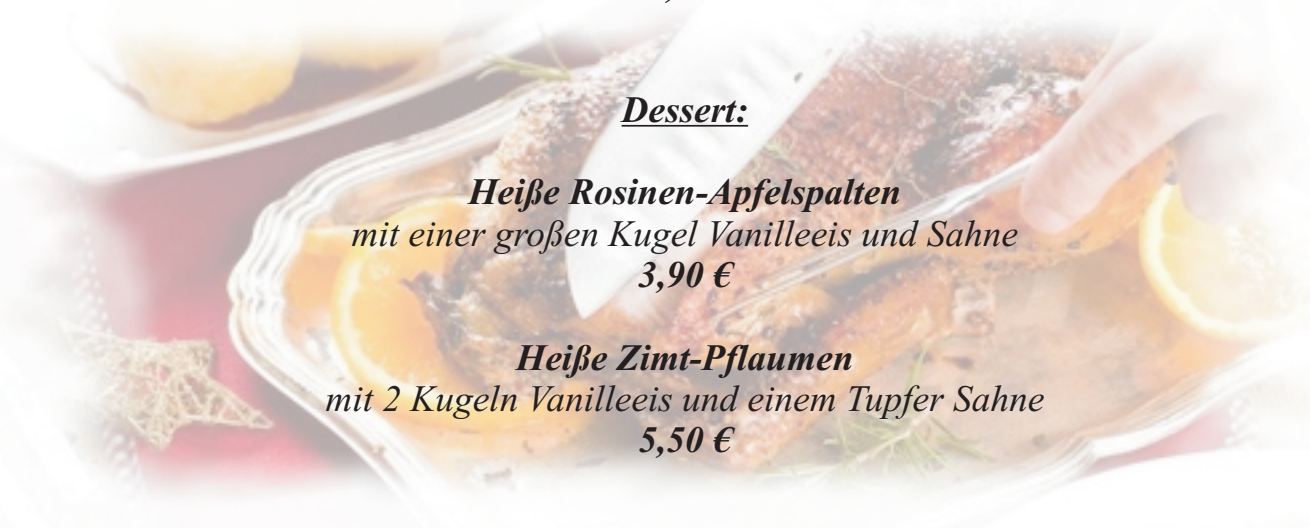 Dessert:
Heiße Rosinen-Apfelspalten
mit einer großen Kugel Vanilleeis und Sahne
3,90 €
Heiße Zimt-Pflaumen
mit 2 Kugeln Vanilleeis und einem Tupfer Sahne
5,50 €